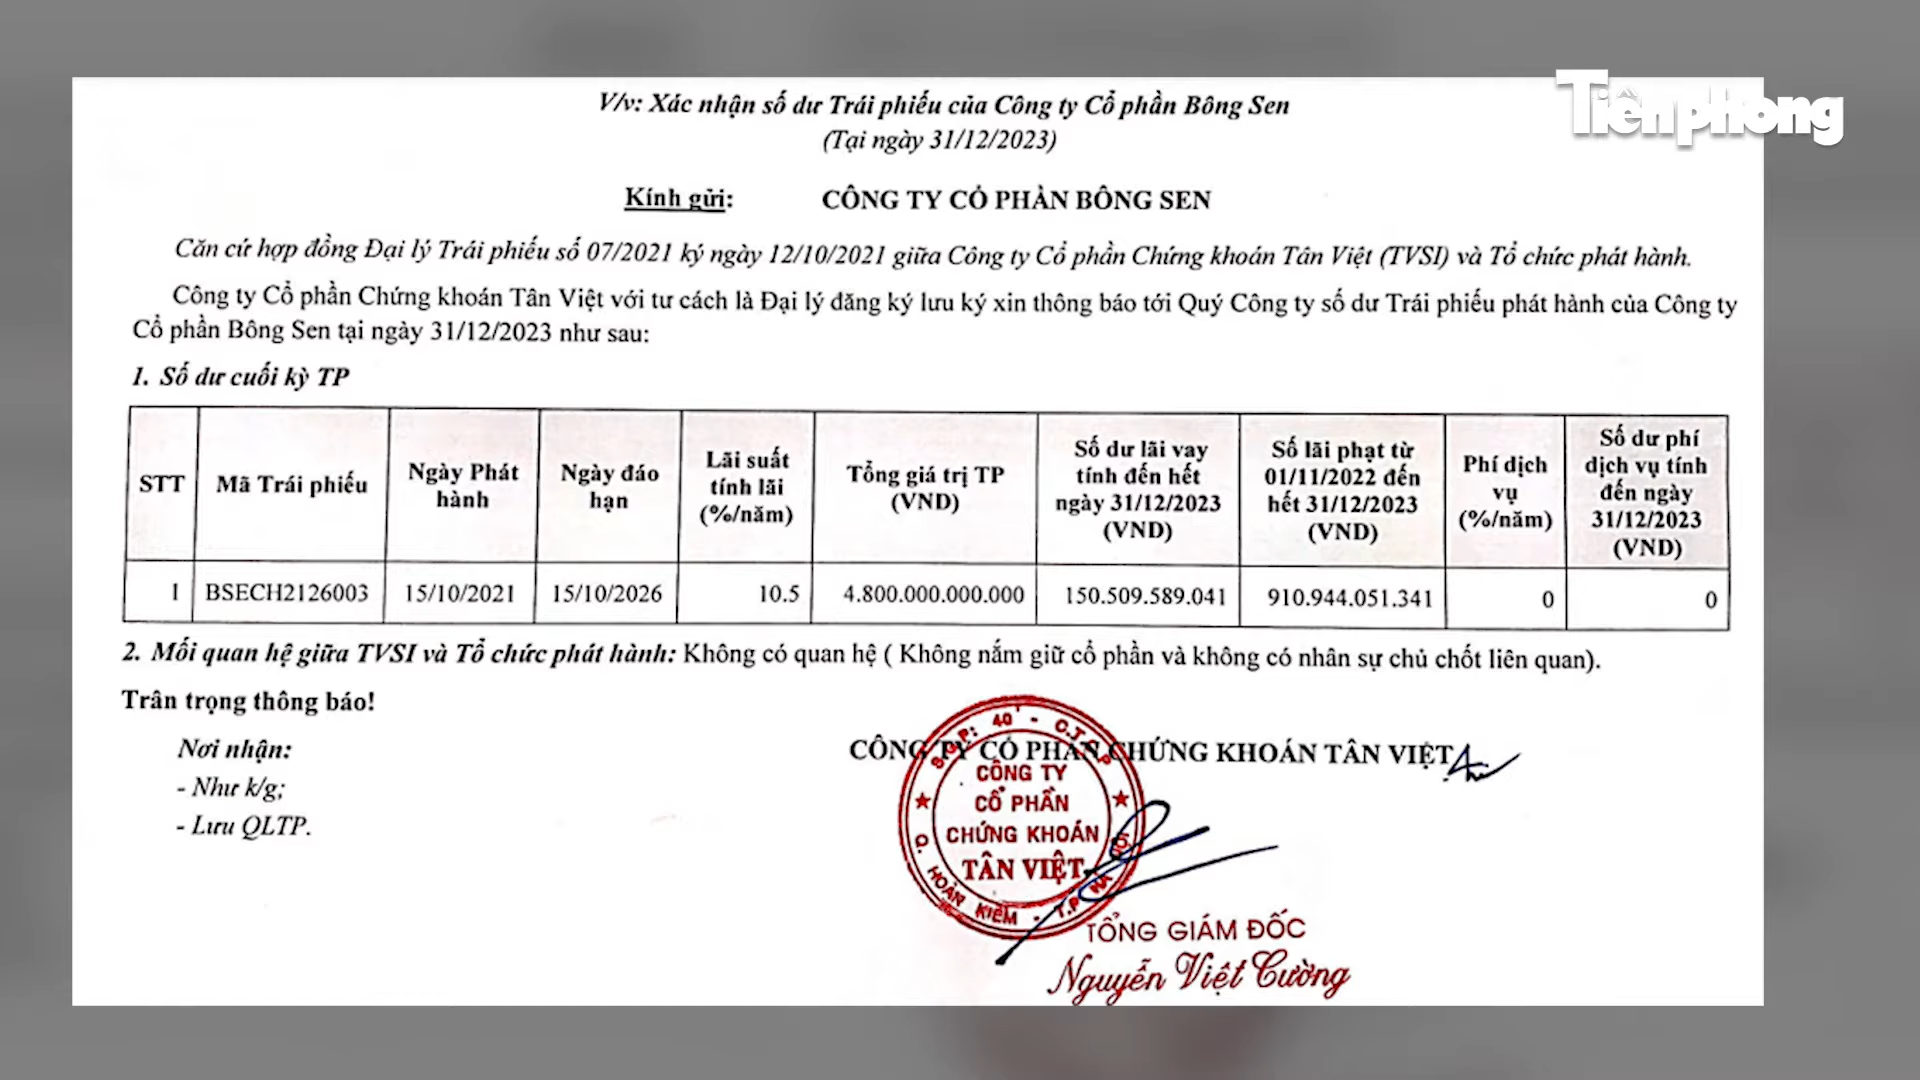 Tiền phong
V/v: Xác nhận số dư Trái phiếu của Công ty Cổ phần Bông Sen
(Tại ngày 31/12/2023)
Kính gửi: CÔNG TY CỔ PHẦN BÔNG SEN
Căn cứ hợp đồng Đại lý Trái phiếu số 07/2021 ký ngày 12/10/2021 giữa Công ty Cổ phần Chứng khoán Tân Việt (TVSI) và Tổ chức phát hành.
Công ty Cổ phần Chứng khoán Tân Việt với tư cách là Đại lý đăng ký lưu ký xin thông báo tới Quý Công ty số dư Trái phiếu phát hành của Công ty
Cổ phần Bông Sen tại ngày 31/12/2023 như sau:
1. Số dư cuối kỳ TP
STT
Mã Trái phiếu
Ngày Phát
hành
Ngày đáo
hạn
Lãi suất
tính lãi
(%/năm)
Tổng giá trị TP
(VND)
Số dư lãi vay
tính đến hết
ngày 31/12/2023
(VND)
Số lãi phạt từ
01/11/2022 đến
hết 31/12/2023
(VND)
Phí dịch
vụ
(%/năm)
Số dư phí
dịch vụ tính
đến ngày
31/12/2023
(VND)
1 BSECH2126003 15/10/2021 15/10/2026 10.5 4.800.000.000.000 150.509.589.041 910.944.051.341 0 0
2. Mối quan hệ giữa TVSI và Tổ chức phát hành: Không có quan hệ ( Không nắm giữ cổ phần và không có nhân sự chủ chốt liên quan).
Trân trọng thông báo!
Nơi nhận:
- Như k/g;
- Lưu QLTP.
CÔNG TY CỔ PHẦN CHỨNG KHOÁN TÂN VIỆT
40 - C.T.C.P
CÔNG TY
CỔ PHẦN
CHỨNG KHOÁN
TÂN VIỆT
Q. HOÀN KIẾM - T.P HÀ NỘI
TỔNG GIÁM ĐỐC
Nguyễn Việt Cường